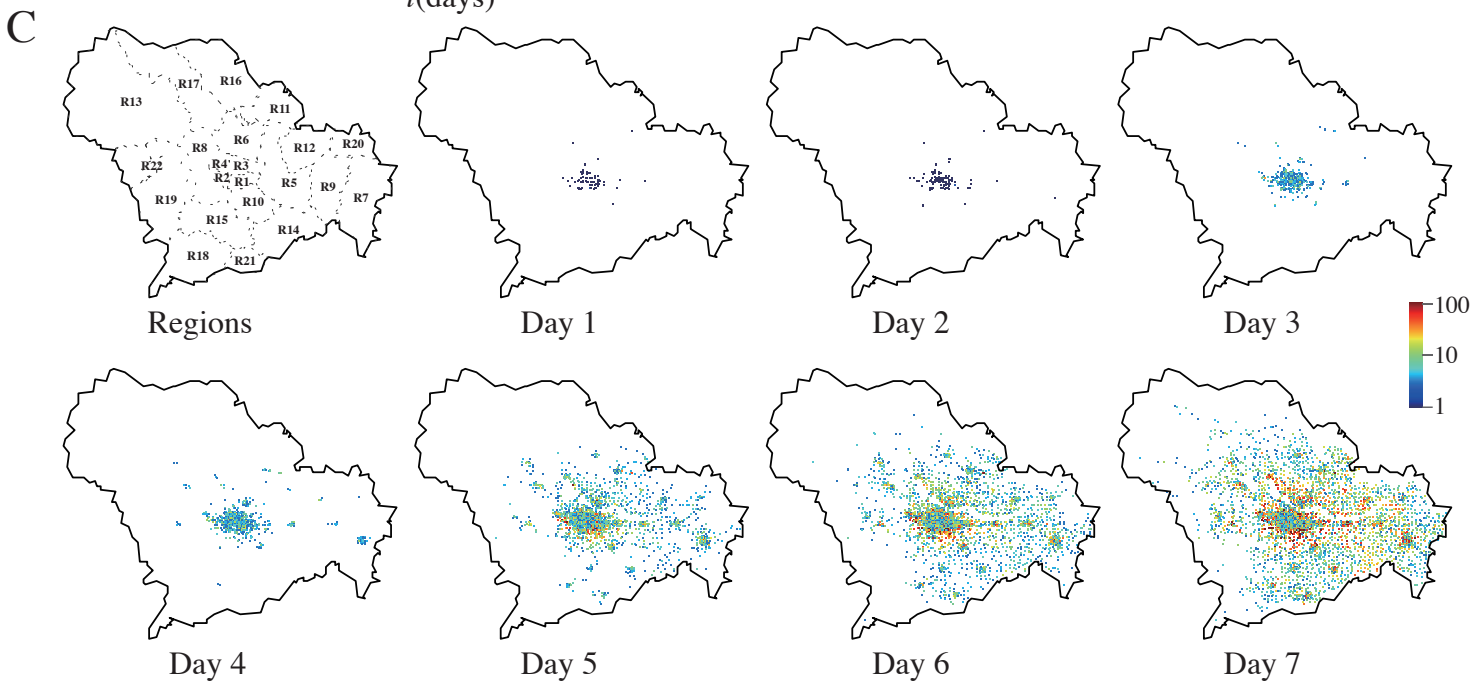 t(days)
C
R17
R16
R13
R11
R6
R8
R12
R20
R22
R4
R3
R2
R1
R5
R9
R7
R19
R10
R15
R14
R18
R21
Regions
Day 1
Day 2
Day 3
100
10
1
Day 4
Day 5
Day 6
Day 7